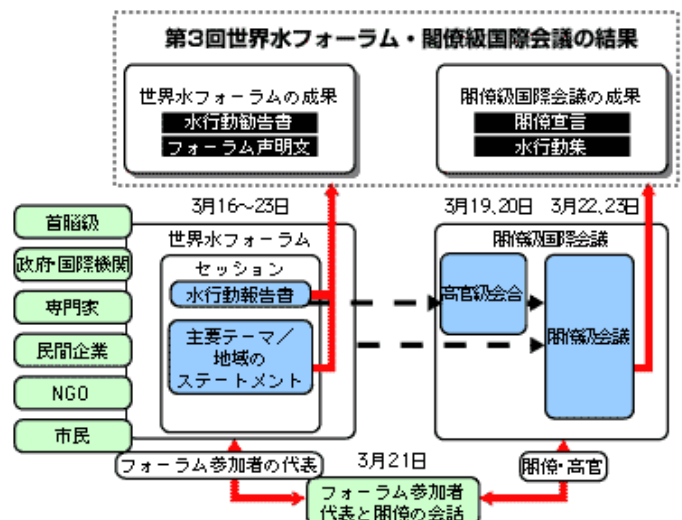 第3回世界水フォーラム・閣僚級国際会議の結果
世界水フォーラムの成果
水行動勧告書
フォーラム声明文
閣僚級国際会議の成果
閣僚宣言
水行動集
3月16～23日
3月19､20日
3月22､23日
首脳級
政府・国際機関
専門家
民間企業
NGO
市民
世界水フォーラム
セッション
水行動報告書
主要テーマ／
地域の
ステートメント
閣僚級国際会議
高官級会合
閣僚級会議
フォーラム参加者の代表
3月21日
閣僚・高官
フォーラム参加者
代表と閣僚の会話